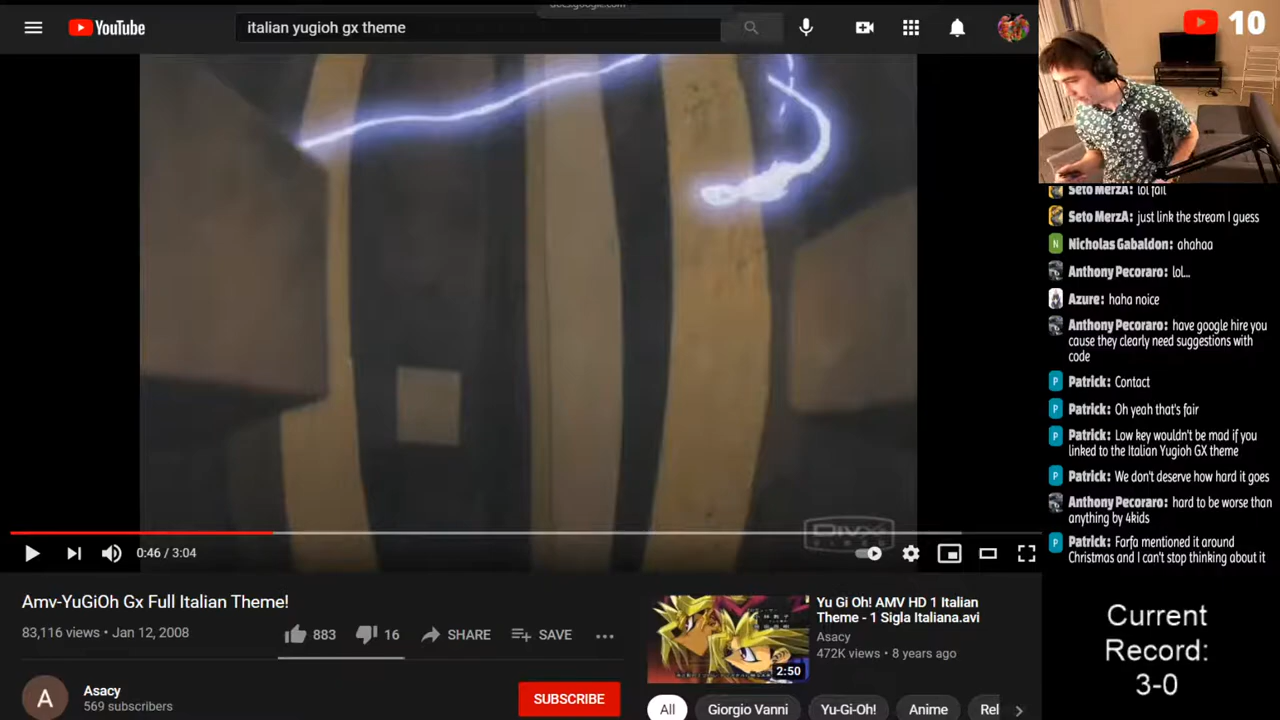 docs.google.com
YouTube
italian yugioh gx theme
10
Seto MerzA: lol fail
Seto MerzA: just link the stream I guess
N
Nicholas Gabaldon: ahahaa
Anthony Pecoraro: lol...
Azure: haha noice
Anthony Pecoraro: have google hire you
cause they clearly need suggestions with
code
P
Patrick: Contact
P
Patrick: Oh yeah that's fair
P
Patrick: Low key wouldn't be mad if you
linked to the Italian Yugioh GX theme
P
Patrick: We don't deserve how hard it goes
Anthony Pecoraro: hard to be worse than
anything by 4kids
P
Patrick: Farfa mentioned it around
Christmas and I can't stop thinking about it
DivX
0:46 / 3:04
Amv-YuGiOh Gx Full Italian Theme!
83,116 views • Jan 12, 2008
883
16
SHARE
SAVE
A
Asacy
569 subscribers
SUBSCRIBE
2:50
Yu Gi Oh! AMV HD 1 Italian
Theme - 1 Sigla Italiana.avi
Asacy
472K views • 8 years ago
All
Giorgio Vanni
Yu-Gi-Oh!
Anime
Rel
Current
Record:
3-0